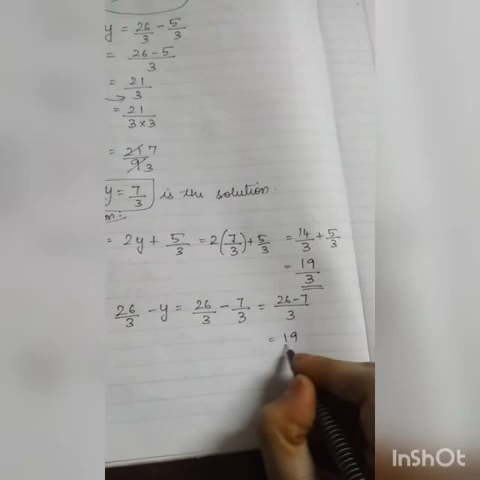 y = 26/3 - 5/3
= 26-5/3
= 21/3
= 21/3×3
= 21 7/9 3
y = 7/3 is the solution.
= 2y + 5/3 = 2(7/3) + 5/3 = 14/3 + 5/3
= 19/3
26/3 - y = 26/3 - 7/3 = 26-7/3
= 19
InShOt